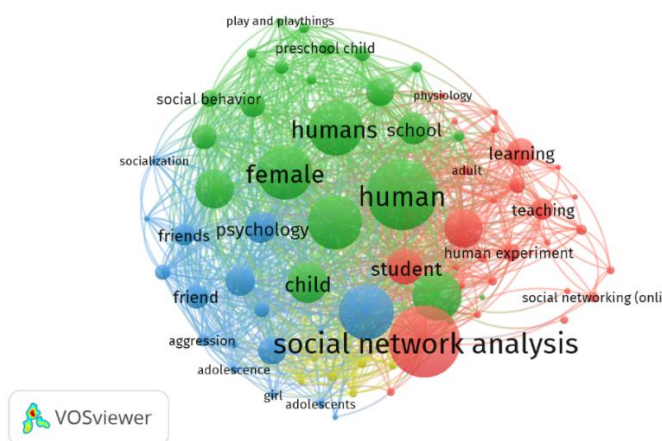 play and playthings
preschool child
social behavior
physiology
humans
school
learning
socialization
adult
female
human
teaching
friends
psychology
human experiment
student
child
friend
social networking (onli
aggression
social network analysis
adolescence
girl
adolescents
VOSviewer